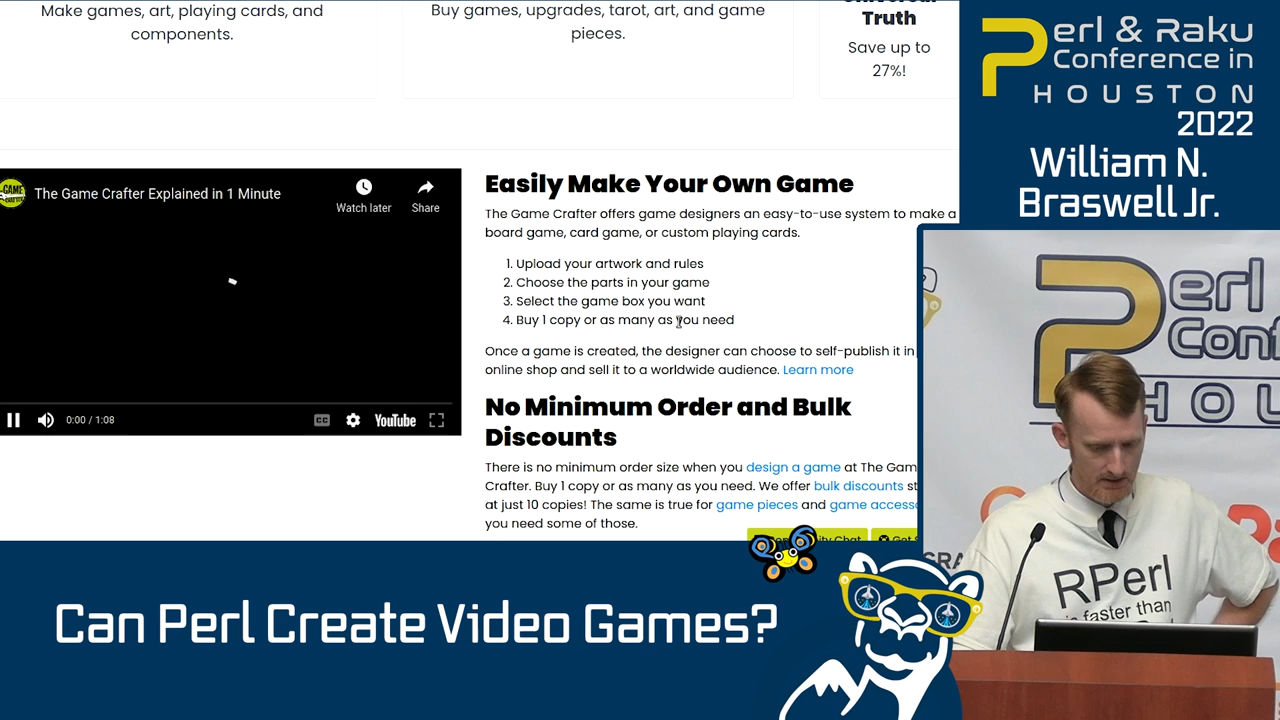 Make games, art, playing cards, and
components.
Buy games, upgrades, tarot, art, and game
pieces.
Truth
Save up to
27%!
The Game Crafter Explained in 1 Minute
Watch later
Share
0:00 / 1:08
CC
YouTube
Easily Make Your Own Game
The Game Crafter offers game designers an easy-to-use system to make a
board game, card game, or custom playing cards.
1. Upload your artwork and rules
2. Choose the parts in your game
3. Select the game box you want
4. Buy 1 copy or as many as you need
Once a game is created, the designer can choose to self-publish it in
online shop and sell it to a worldwide audience. Learn more
No Minimum Order and Bulk
Discounts
There is no minimum order size when you design a game at The Gam
Crafter. Buy 1 copy or as many as you need. We offer bulk discounts st
at just 10 copies! The same is true for game pieces and game access
you need some of those.
Perl & Raku
Conference in
HOUSTON
2022
William N.
Braswell Jr.
Perl
Conf
HOU
RPerl
is faster than
Can Perl Create Video Games?